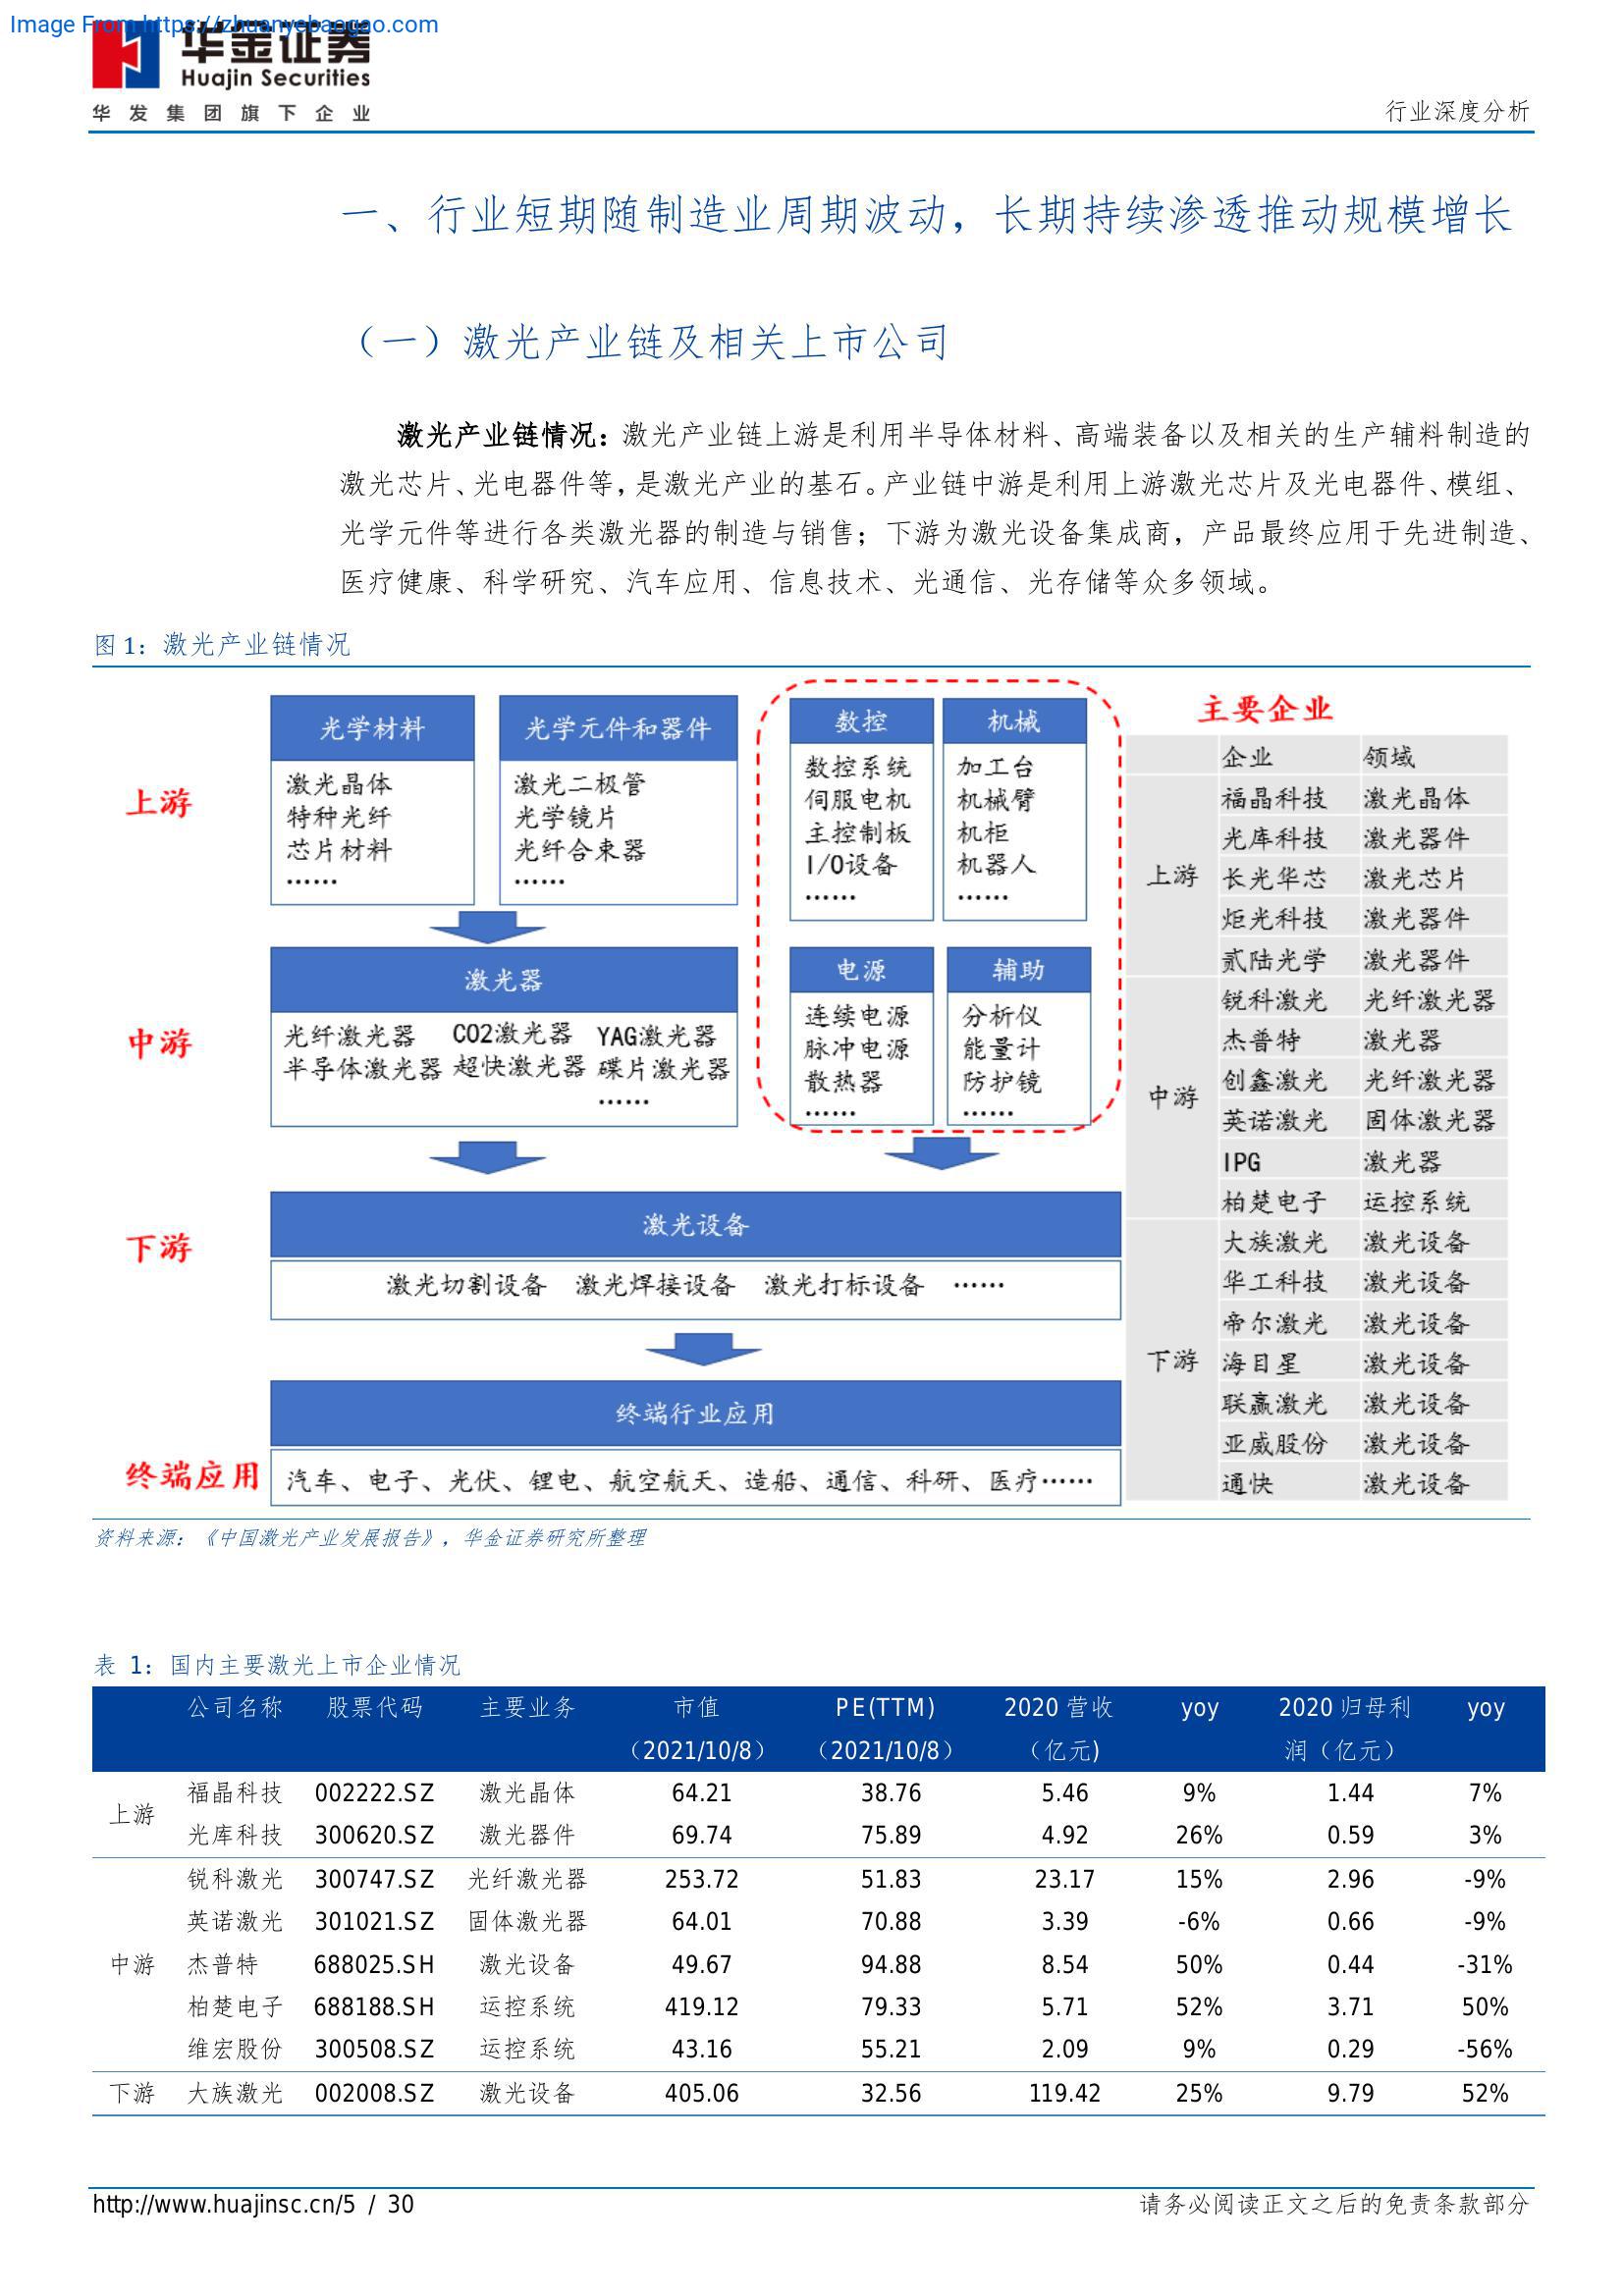 Image From https://zhuanyebaogao.com
华金证券
Huajin Securities
华发集团旗下企业
行业深度分析
一、行业短期随制造业周期波动，长期持续渗透推动规模增长
（一）激光产业链及相关上市公司
激光产业链情况：激光产业链上游是利用半导体材料、高端装备以及相关的生产辅料制造的
激光芯片、光电器件等，是激光产业的基石。产业链中游是利用上游激光芯片及光电器件、模组、
光学元件等进行各类激光器的制造与销售；下游为激光设备集成商，产品最终应用于先进制造、
医疗健康、科学研究、汽车应用、信息技术、光通信、光存储等众多领域。
图 1：激光产业链情况
上游
光学材料
激光晶体
特种光纤
芯片材料
……
光学元件和器件
激光二极管
光学镜片
光纤合束器
……
数控
数控系统
伺服电机
主控制板
I/O设备
……
机械
加工台
机械臂
机柜
机器人
……
中游
激光器
光纤激光器 CO2激光器 YAG激光器
半导体激光器 超快激光器 碟片激光器
……
电源
连续电源
脉冲电源
散热器
……
辅助
分析仪
能量计
防护镜
……
下游
激光设备
激光切割设备 激光焊接设备 激光打标设备 ……
终端行业应用
终端应用
汽车、电子、光伏、锂电、航空航天、造船、通信、科研、医疗……
主要企业
企业 领域
上游
福晶科技 激光晶体
光库科技 激光器件
长光华芯 激光芯片
炬光科技 激光器件
贰陆光学 激光器件
中游
锐科激光 光纤激光器
杰普特 激光器
创鑫激光 光纤激光器
英诺激光 固体激光器
IPG 激光器
柏楚电子 运控系统
下游
大族激光 激光设备
华工科技 激光设备
帝尔激光 激光设备
海目星 激光设备
联赢激光 激光设备
亚威股份 激光设备
通快 激光设备
资料来源：《中国激光产业发展报告》，华金证券研究所整理
表 1：国内主要激光上市企业情况
公司名称 股票代码 主要业务 市值 PE(TTM) 2020 营收 yoy 2020 归母利 yoy
（2021/10/8） （2021/10/8） （亿元) 润（亿元）
上游
福晶科技 002222.SZ 激光晶体 64.21 38.76 5.46 9% 1.44 7%
光库科技 300620.SZ 激光器件 69.74 75.89 4.92 26% 0.59 3%
锐科激光 300747.SZ 光纤激光器 253.72 51.83 23.17 15% 2.96 -9%
英诺激光 301021.SZ 固体激光器 64.01 70.88 3.39 -6% 0.66 -9%
中游 杰普特 688025.SH 激光设备 49.67 94.88 8.54 50% 0.44 -31%
柏楚电子 688188.SH 运控系统 419.12 79.33 5.71 52% 3.71 50%
维宏股份 300508.SZ 运控系统 43.16 55.21 2.09 9% 0.29 -56%
下游 大族激光 002008.SZ 激光设备 405.06 32.56 119.42 25% 9.79 52%
http://www.huajinsc.cn/5 / 30
请务必阅读正文之后的免责条款部分